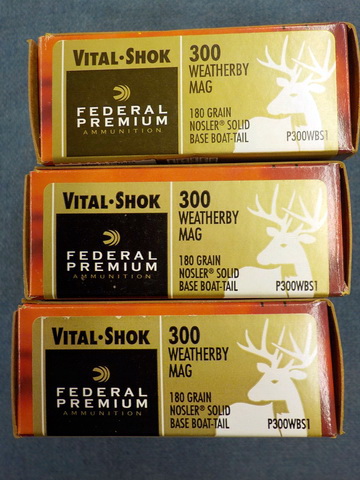 VITAL·SHOK
FEDERAL
PREMIUM
AMMUNITION
300
WEATHERBY
MAG
180 GRAIN
NOSLER® SOLID
BASE BOAT-TAIL
P300WBS1
VITAL·SHOK
FEDERAL
PREMIUM
AMMUNITION
300
WEATHERBY
MAG
180 GRAIN
NOSLER® SOLID
BASE BOAT-TAIL
P300WBS1
VITAL·SHOK
FEDERAL
PREMIUM
AMMUNITION
300
WEATHERBY
MAG
180 GRAIN
NOSLER® SOLID
BASE BOAT-TAIL
P300WBS1